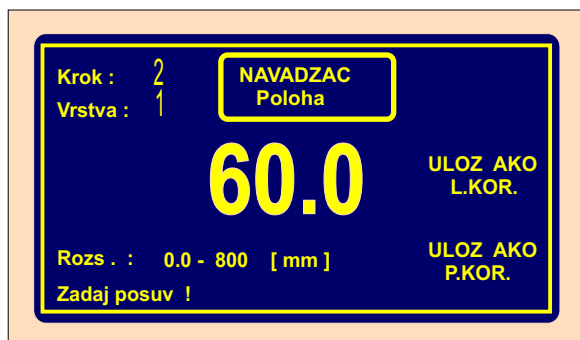 Krok : 2
NAVADZAC
Poloha
Vrstva : 1
60.0
ULOZ AKO
L.KOR.
Rozs . : 0.0 - 800 [ mm ]
ULOZ AKO
P.KOR.
Zadaj posuv !